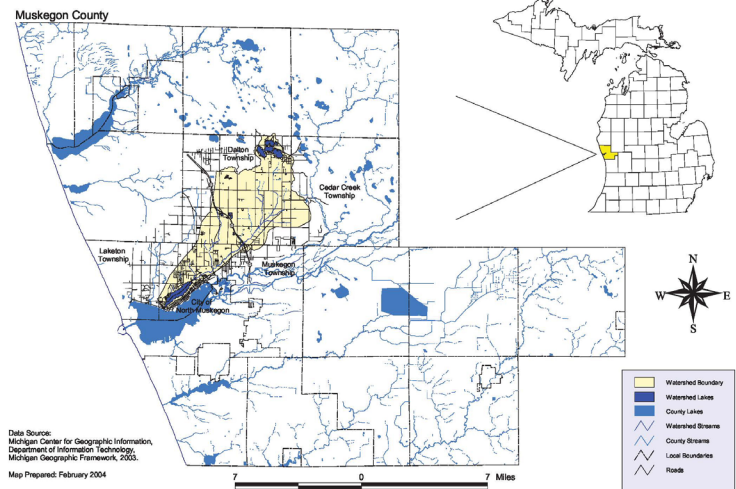 Muskegon County
Dalton
Township
Cedar Creek
Township
Laketon
Township
Muskegon
Township
City of
North Muskegon
N
W
E
S
Watershed Boundary
Watershed Lakes
County Lakes
Watershed Streams
County Streams
Local Boundaries
Roads
Data Source:
Michigan Center for Geographic Information,
Department of Information Technology,
Michigan Geographic Framework, 2003.
Map Prepared: February 2004
7 0 7 Miles